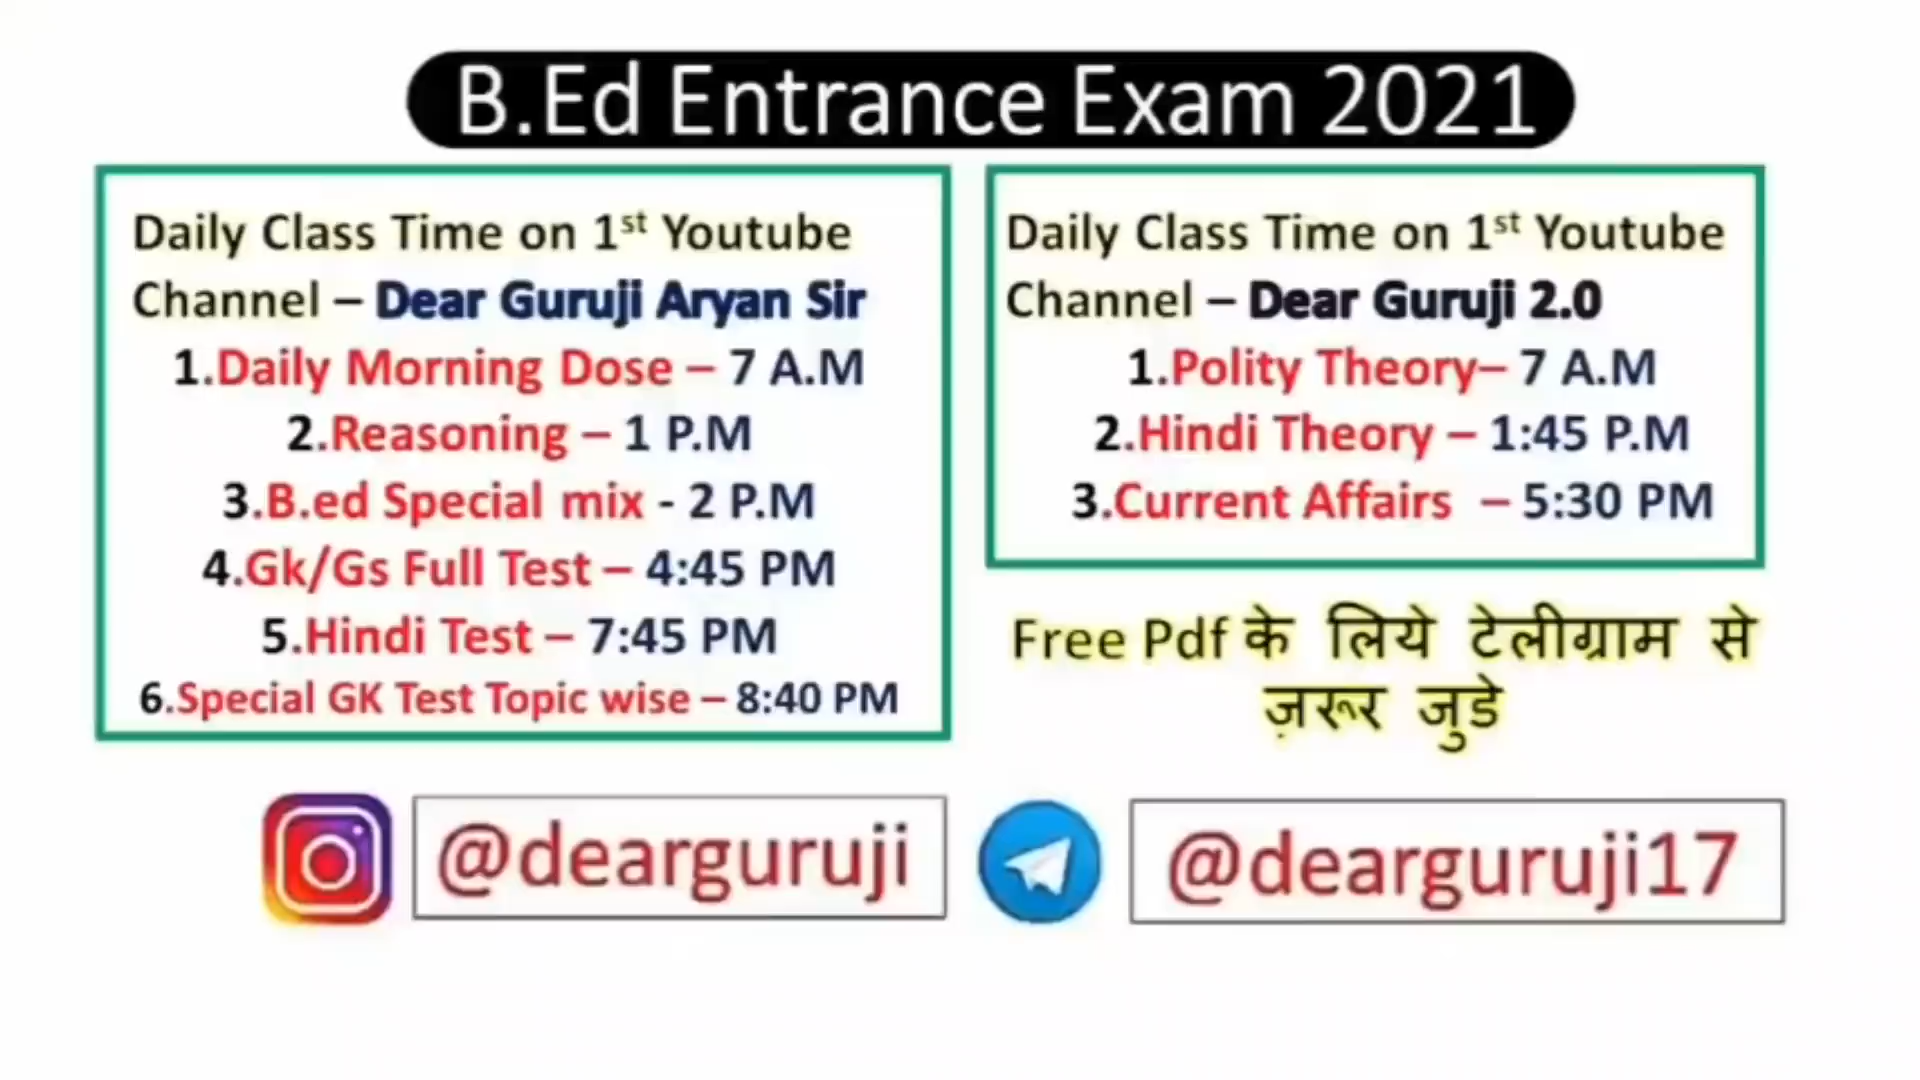 B.Ed Entrance Exam 2021
Daily Class Time on 1st Youtube
Channel – Dear Guruji Aryan Sir
1.Daily Morning Dose – 7 A.M
2.Reasoning – 1 P.M
3.B.ed Special mix - 2 P.M
4.Gk/Gs Full Test – 4:45 PM
5.Hindi Test – 7:45 PM
6.Special GK Test Topic wise – 8:40 PM
Daily Class Time on 1st Youtube
Channel – Dear Guruji 2.0
1.Polity Theory– 7 A.M
2.Hindi Theory – 1:45 P.M
3.Current Affairs – 5:30 PM
Free Pdf के लिये टेलीग्राम से
ज़रूर जुडे
@dearguruji
@dearguruji17